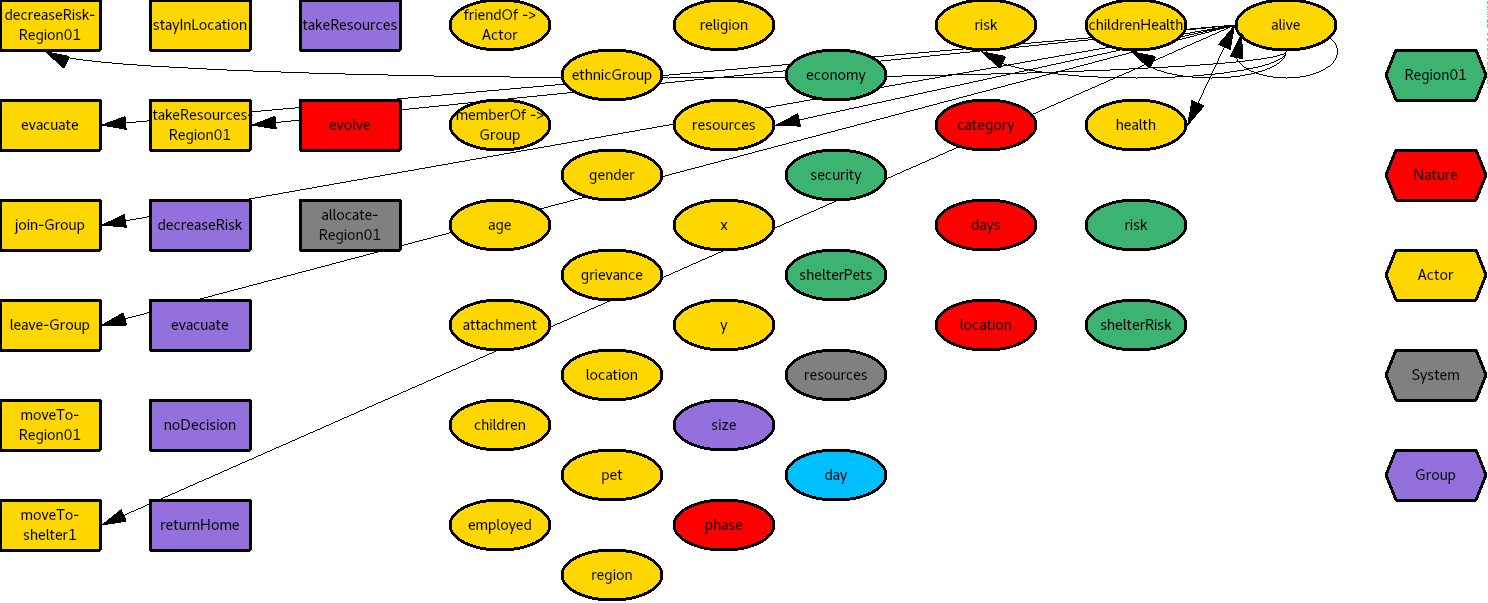 decreaseRisk-
Region01
stayInLocation
takeResources
friendOf ->
Actor
religion
risk
childrenHealth
alive
ethnicGroup
economy
Region01
evacuate
takeResources-
Region01
evolve
memberOf ->
Group
resources
category
health
gender
security
Nature
join-Group
decreaseRisk
allocate-
Region01
age
x
days
risk
grievance
shelterPets
Actor
leave-Group
evacuate
attachment
y
location
shelterRisk
location
resources
System
moveTo-
Region01
noDecision
children
size
pet
day
Group
moveTo-
shelter1
returnHome
employed
phase
region